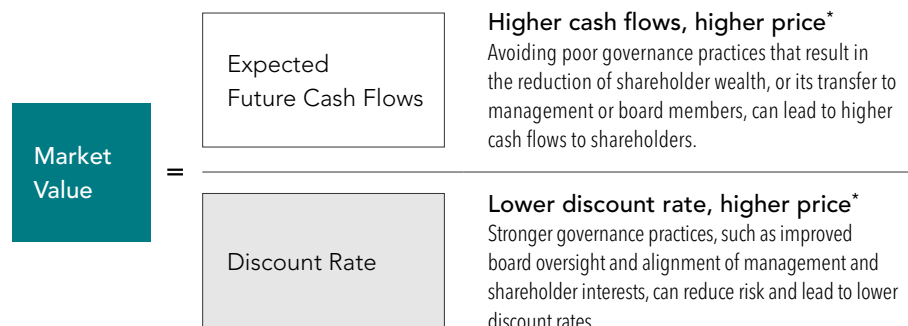 Market
Value
=
Expected
Future Cash Flows
Higher cash flows, higher price*
Avoiding poor governance practices that result in
the reduction of shareholder wealth, or its transfer to
management or board members, can lead to higher
cash flows to shareholders.
Discount Rate
Lower discount rate, higher price*
Stronger governance practices, such as improved
board oversight and alignment of management and
shareholder interests, can reduce risk and lead to lower
discount rates